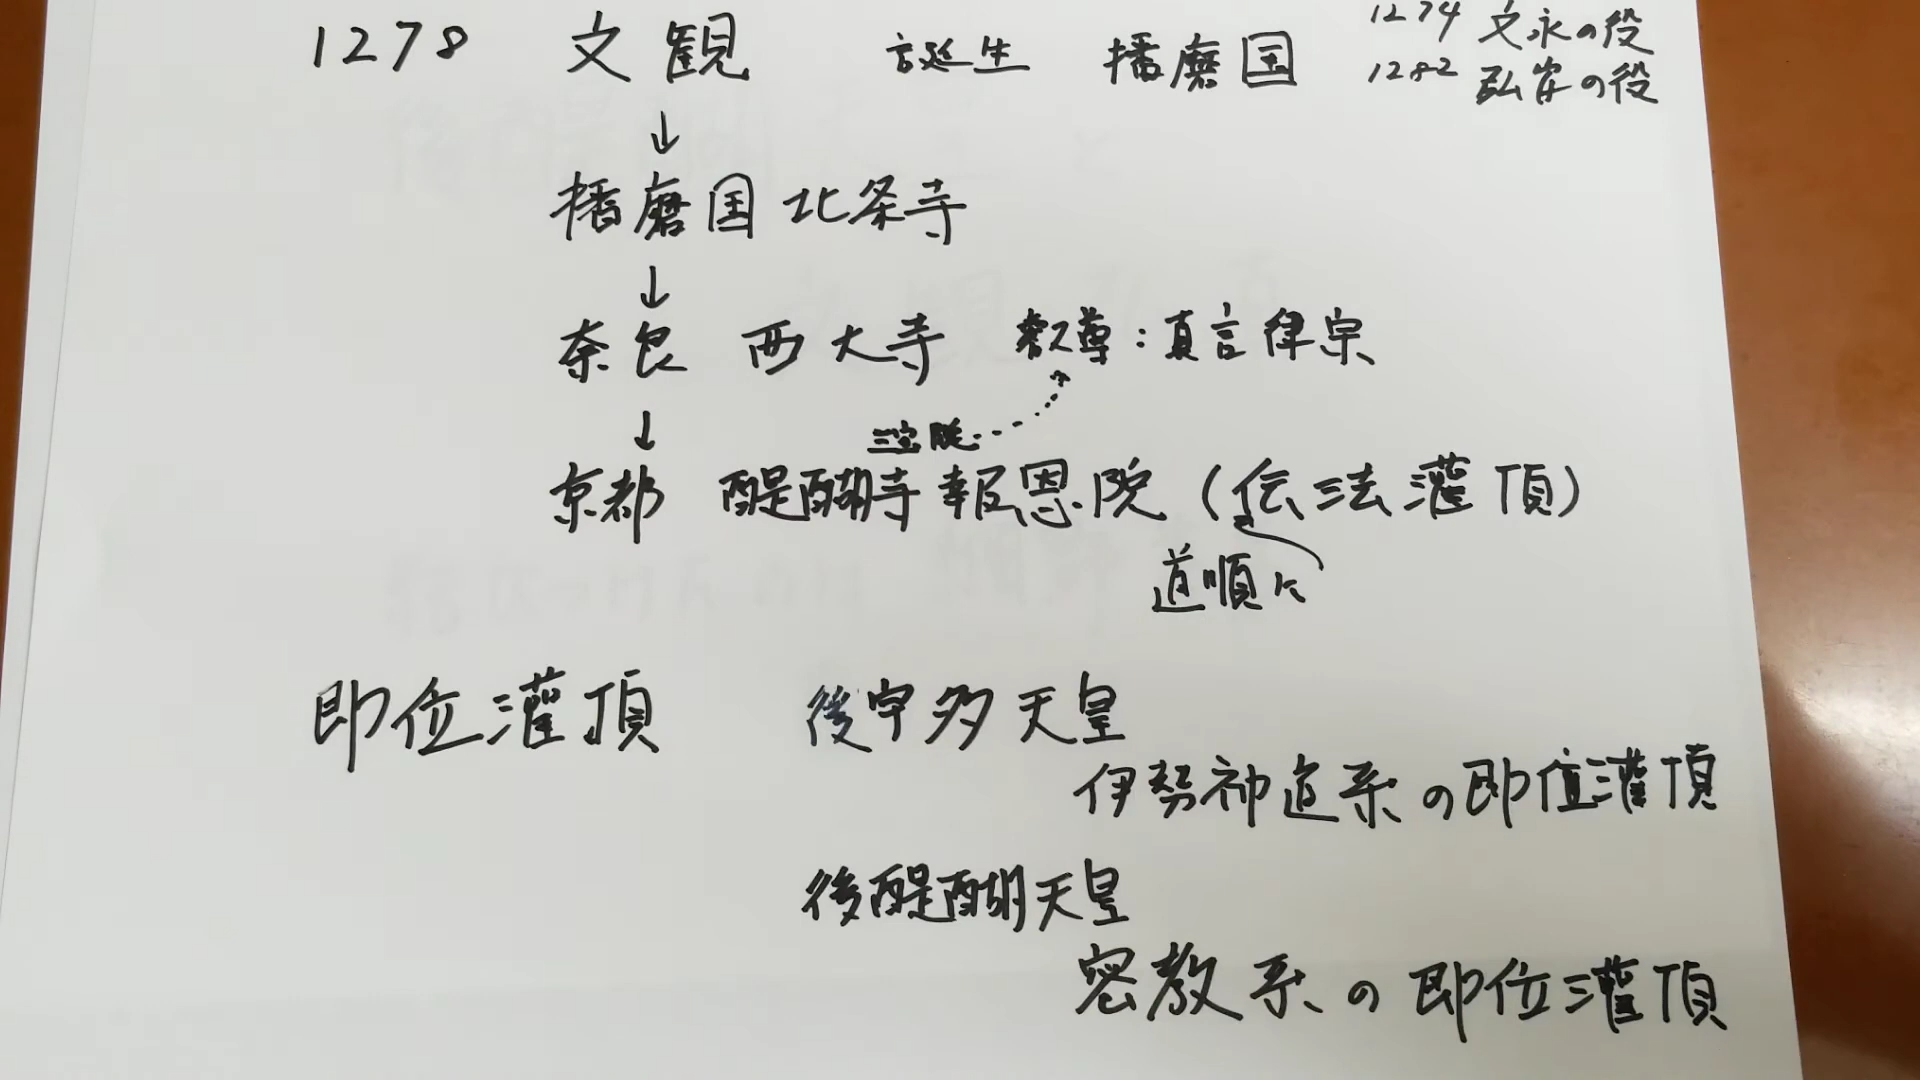 1278 文観 誕生 播磨国
1274 文永の役
1282 弘安の役
↓
播磨国 北条寺
↓
奈良 西大寺 叡尊:真言律宗
↓
三宝院
京都 醍醐寺報恩院(伝法灌頂)
道順に
即位灌頂 後宇多天皇
伊勢神道系の即位灌頂
後醍醐天皇
密教系の即位灌頂